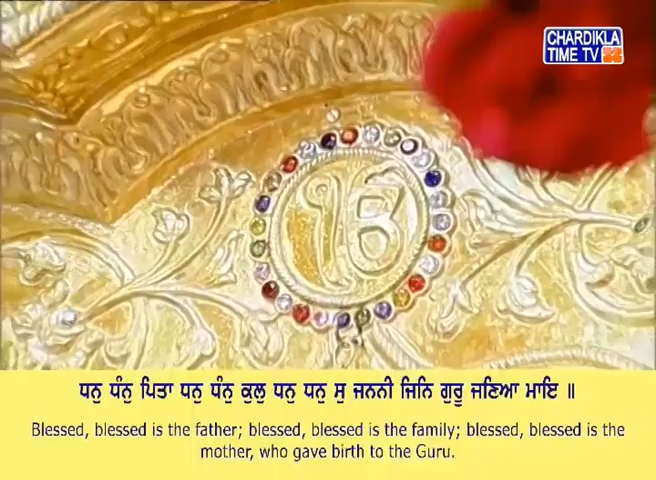 CHARDIKLA
TIME TV
ੴ
ਧਨੁ ਧੰਨੁ ਪਿਤਾ ਧਨੁ ਧੰਨੁ ਕੁਲੁ ਧਨੁ ਧਨੁ ਸੁ ਜਨਨੀ ਜਿਨਿ ਗੁਰੂ ਜਣਿਆ ਮਾਇ ॥
Blessed, blessed is the father; blessed, blessed is the family; blessed, blessed is the
mother, who gave birth to the Guru.